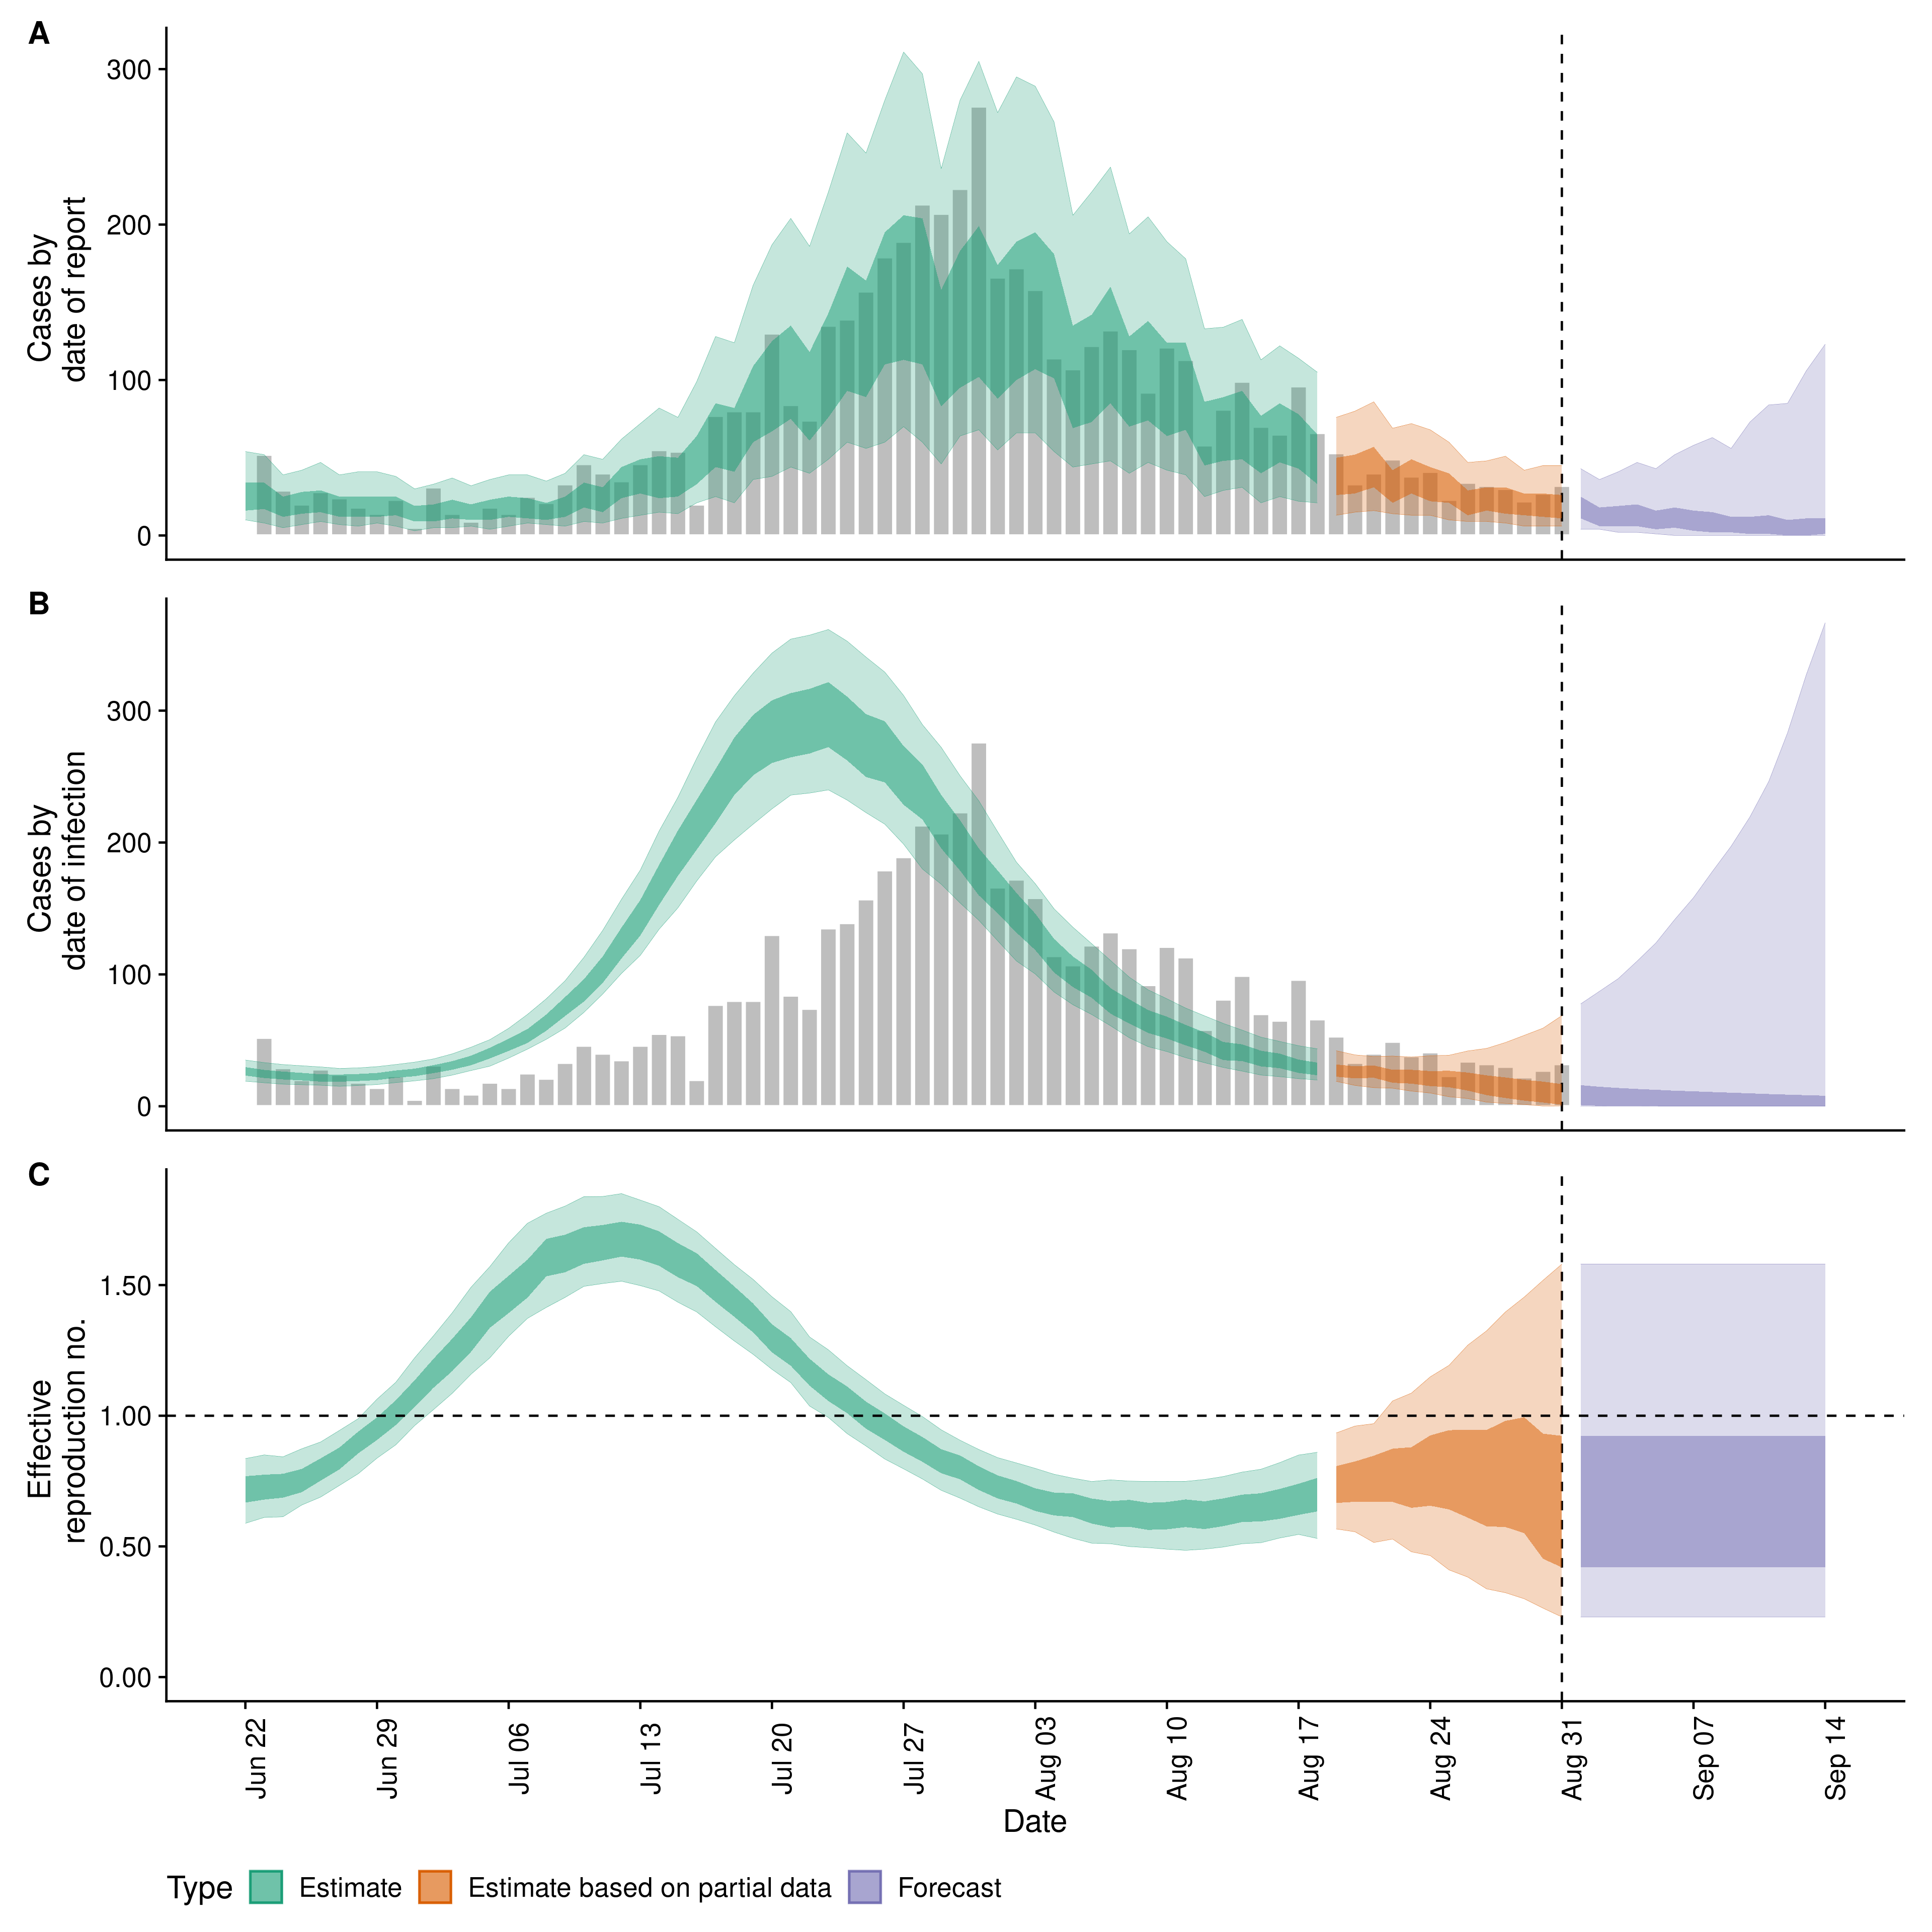 A
Cases by
date of report
300
200
100
0
B
Cases by
date of infection
300
200
100
0
C
Effective
reproduction no.
1.50
1.00
0.50
0.00
Jun 22
Jun 29
Jul 06
Jul 13
Jul 20
Jul 27
Aug 03
Aug 10
Aug 17
Aug 24
Aug 31
Sep 07
Sep 14
Date
Type Estimate Estimate based on partial data Forecast